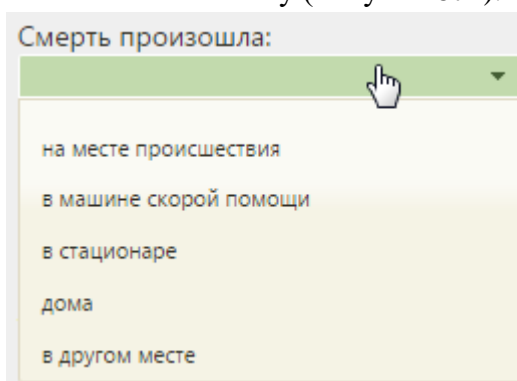 Смерть произошла:
на месте происшествия
в машине скорой помощи
в стационаре
дома
в другом месте